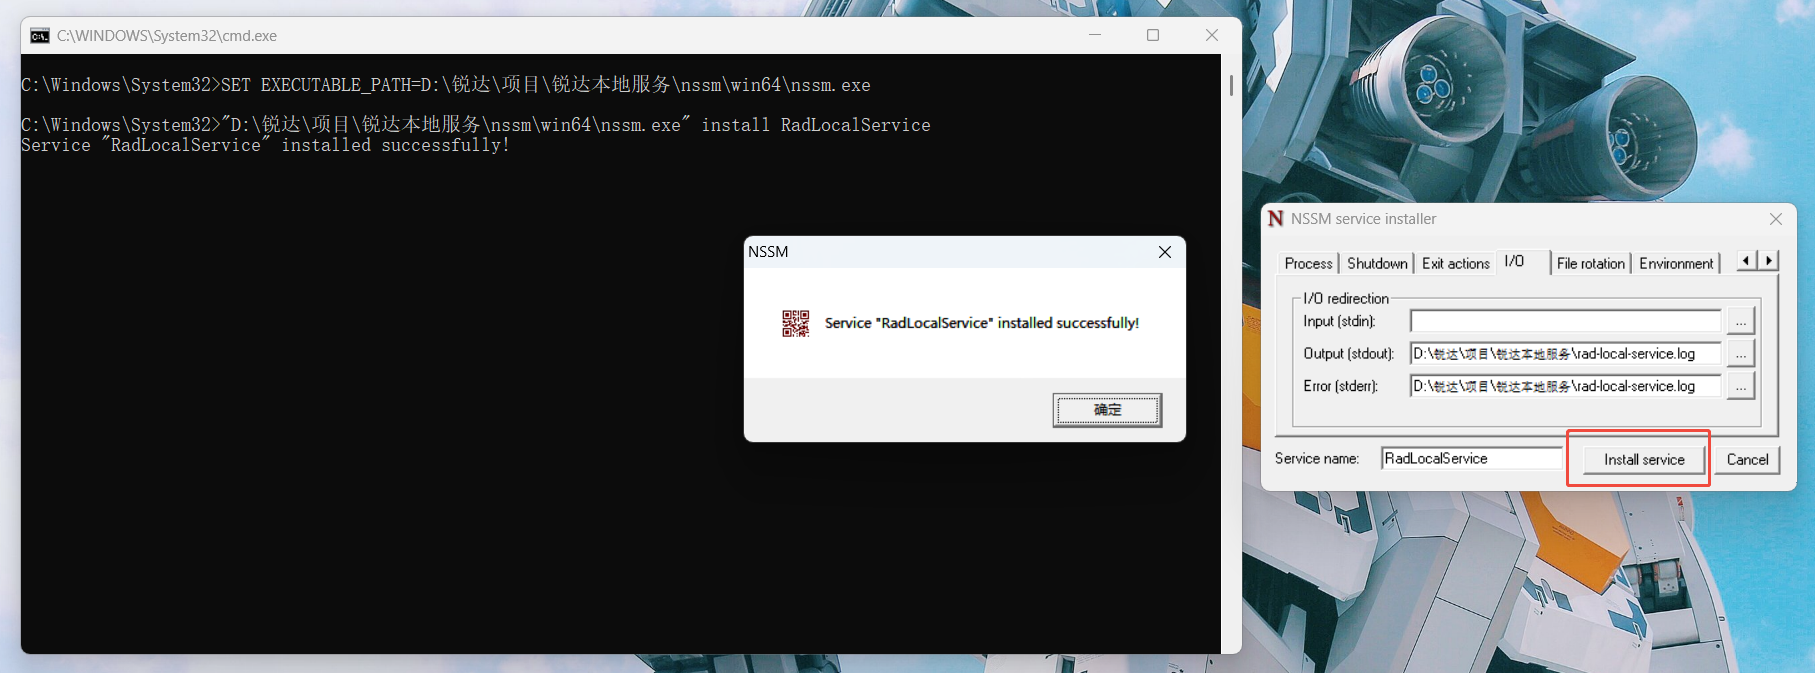 C:\WINDOWS\System32\cmd.exe
C:\Windows\System32>SET EXECUTABLE_PATH=D:\锐达\项目\锐达本地服务\nssm\win64\nssm.exe
C:\Windows\System32>"D:\锐达\项目\锐达本地服务\nssm\win64\nssm.exe" install RadLocalService
Service "RadLocalService" installed successfully!
NSSM
Service "RadLocalService" installed successfully!
确定
NSSM service installer
Process Shutdown Exit actions I/O File rotation Environment
I/O redirection
Input (stdin): ...
Output (stdout): D:\锐达\项目\锐达本地服务\rad-local-service.log ...
Error (stderr): D:\锐达\项目\锐达本地服务\rad-local-service.log ...
Service name: RadLocalService Install service Cancel